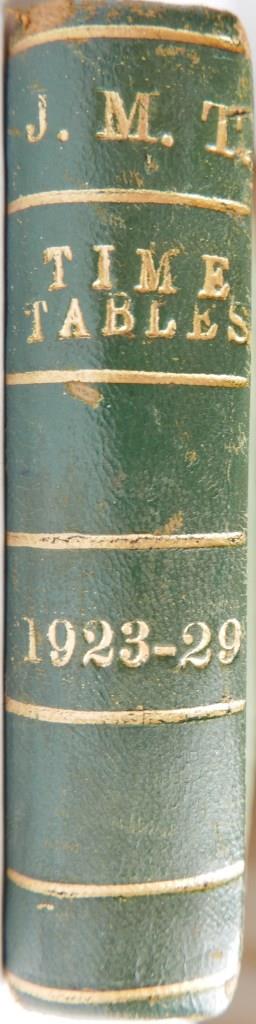 J. M. T.
TIME
TABLES
1923-29